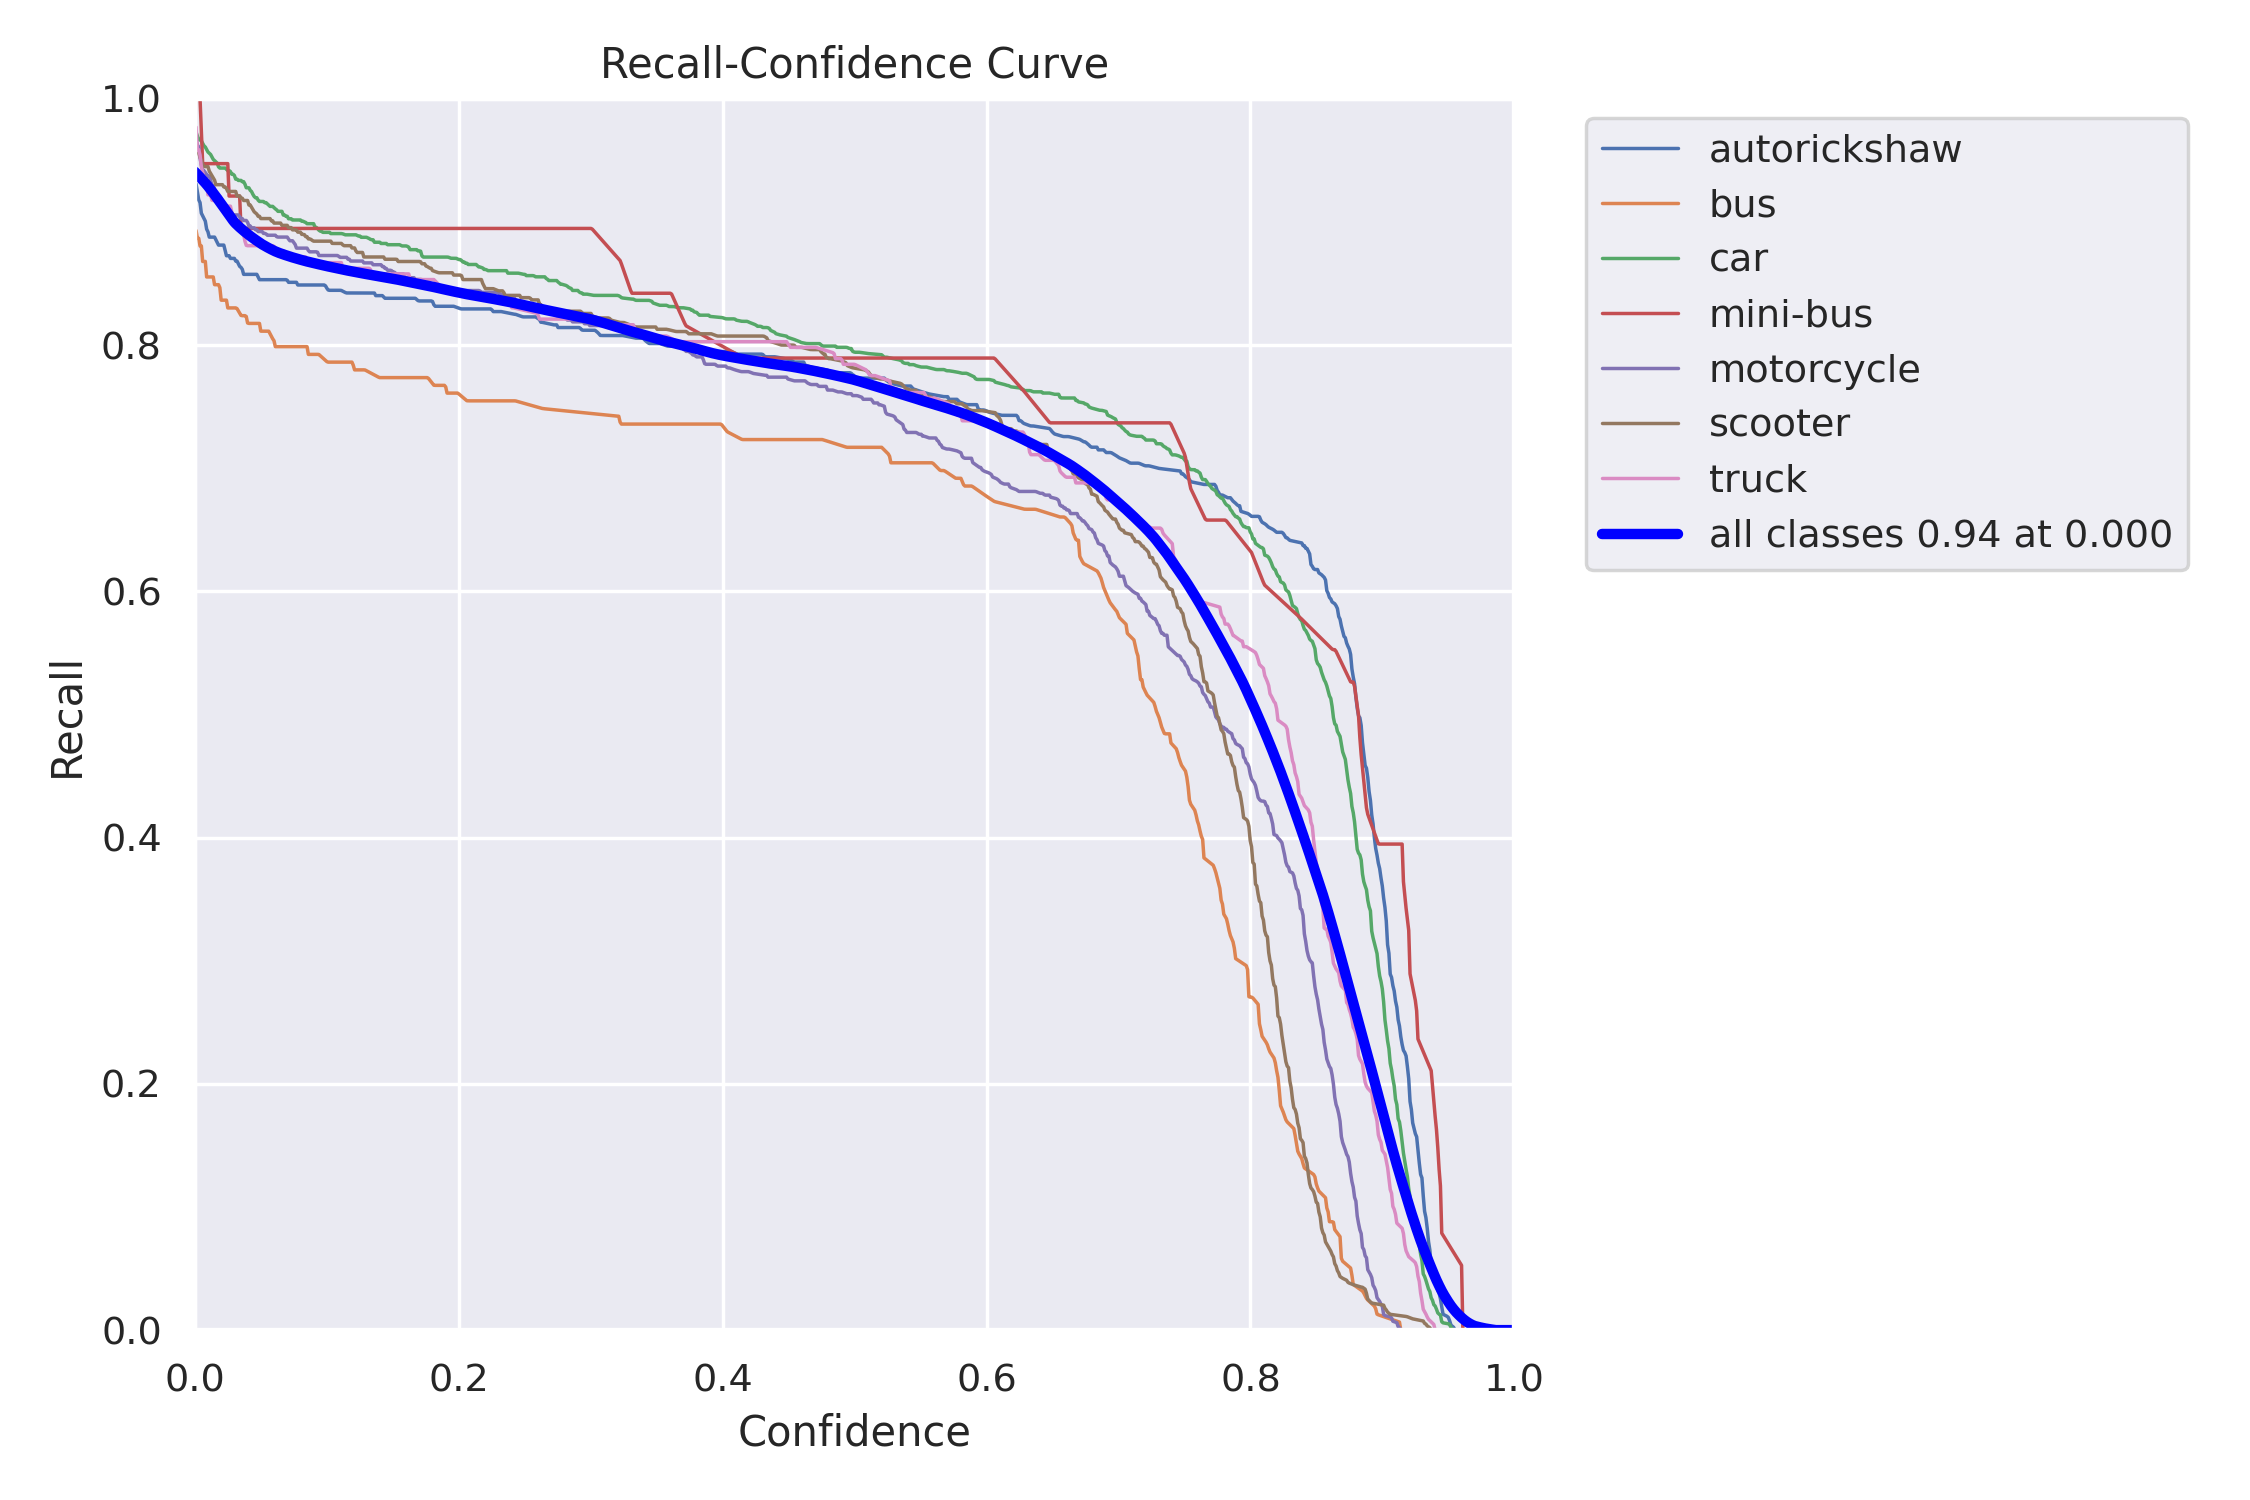 Recall-Confidence Curve
1.0
0.8
0.6
0.4
0.2
0.0
Recall
0.0 0.2 0.4 0.6 0.8 1.0
Confidence
autorickshaw
bus
car
mini-bus
motorcycle
scooter
truck
all classes 0.94 at 0.000